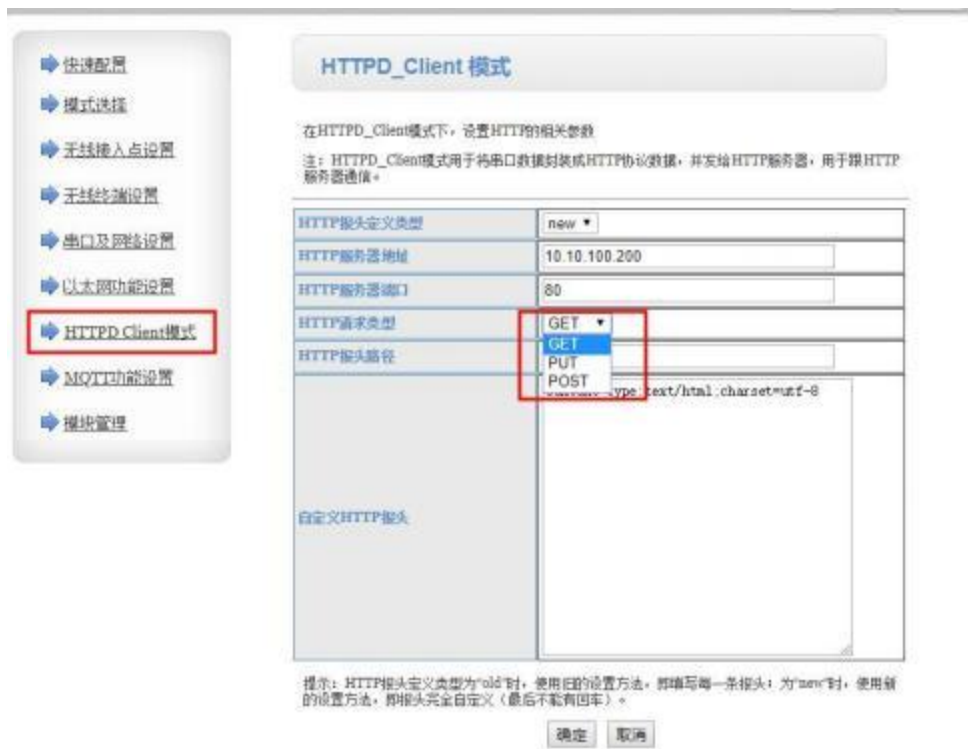 快速配置
模式选择
无线接入点设置
无线终端设置
串口及网络设置
以太网功能设置
HTTPD Client模式
MQTT功能设置
模块管理
HTTPD_Client 模式
在HTTPD_Client模式下，设置HTTP的相关参数
注：HTTPD_Client模式用于将串口数据封装成HTTP协议数据，并发给HTTP服务器，用于跟HTTP
服务器通信。
HTTP报头定义类型 new
HTTP服务器地址 10.10.100.200
HTTP服务器端口 80
HTTP请求类型 GET
GET
HTTP报头路径
PUT
POST
type:text/html;charset=utf-8
自定义HTTP报头
提示：HTTP报头定义类型为"old"时，使用旧的设置方法，即填写每一条报头；为"new"时，使用新
的设置方法，即报头完全自定义（最后不能有回车）。
确定 取消